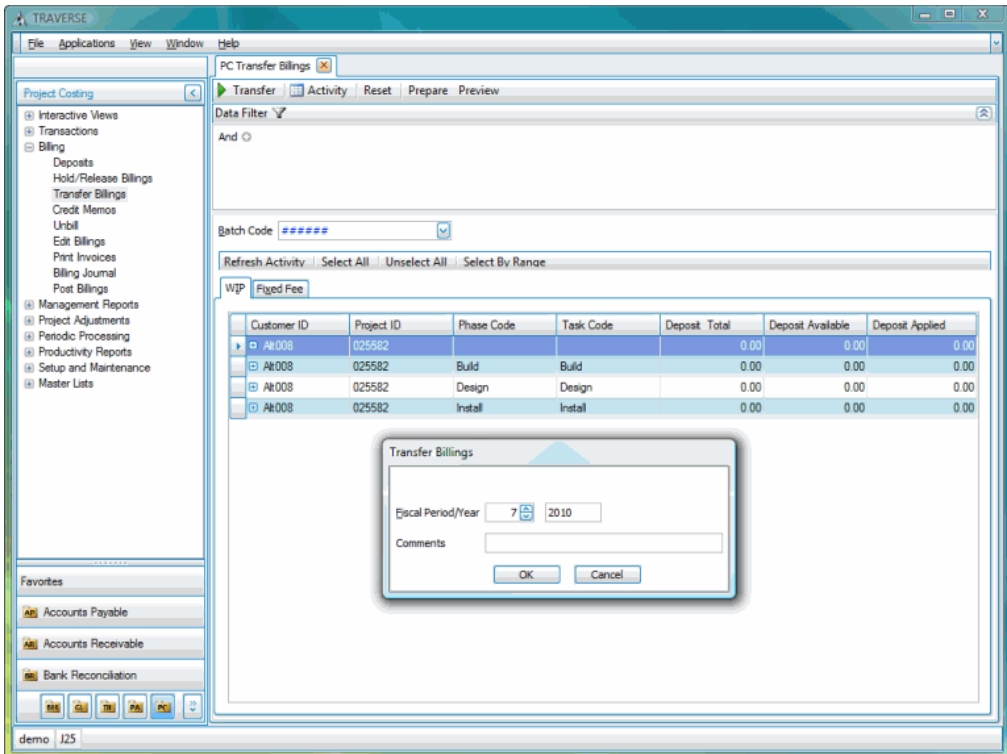 TRAVERSE
File Applications View Window Help
PC Transfer Billings
Project Costing
Transfer Activity Reset Prepare Preview
Data Filter
And
Interactive Views
Transactions
Billing
Deposits
Hold/Release Billings
Transfer Billings
Credit Memos
Unbill
Edit Billings
Print Invoices
Billing Journal
Post Billings
Management Reports
Project Adjustments
Periodic Processing
Productivity Reports
Setup and Maintenance
Master Lists
Batch Code ######
Refresh Activity Select All Unselect All Select By Range
WIP Fixed Fee
Customer ID Project ID Phase Code Task Code Deposit Total Deposit Available Deposit Applied
Alt008 025582 0.00 0.00 0.00
Alt008 025582 Build Build 0.00 0.00 0.00
Alt008 025582 Design Design 0.00 0.00 0.00
Alt008 025582 Install Install 0.00 0.00 0.00
Transfer Billings
Fiscal Period/Year 7 2010
Comments
OK Cancel
Favorites
AP Accounts Payable
AR Accounts Receivable
BR Bank Reconciliation
GL PA PC
demo J25